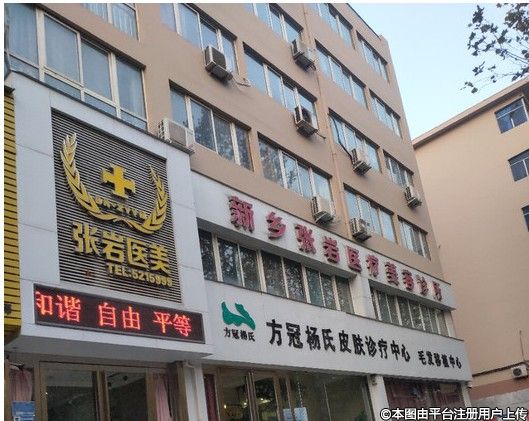 张岩医美
TEL:5215999
和谐 自由 平等
新乡张岩医疗美容诊所
方冠杨氏
方冠杨氏皮肤诊疗中心 毛发移植中心
©本图由平台注册用户上传